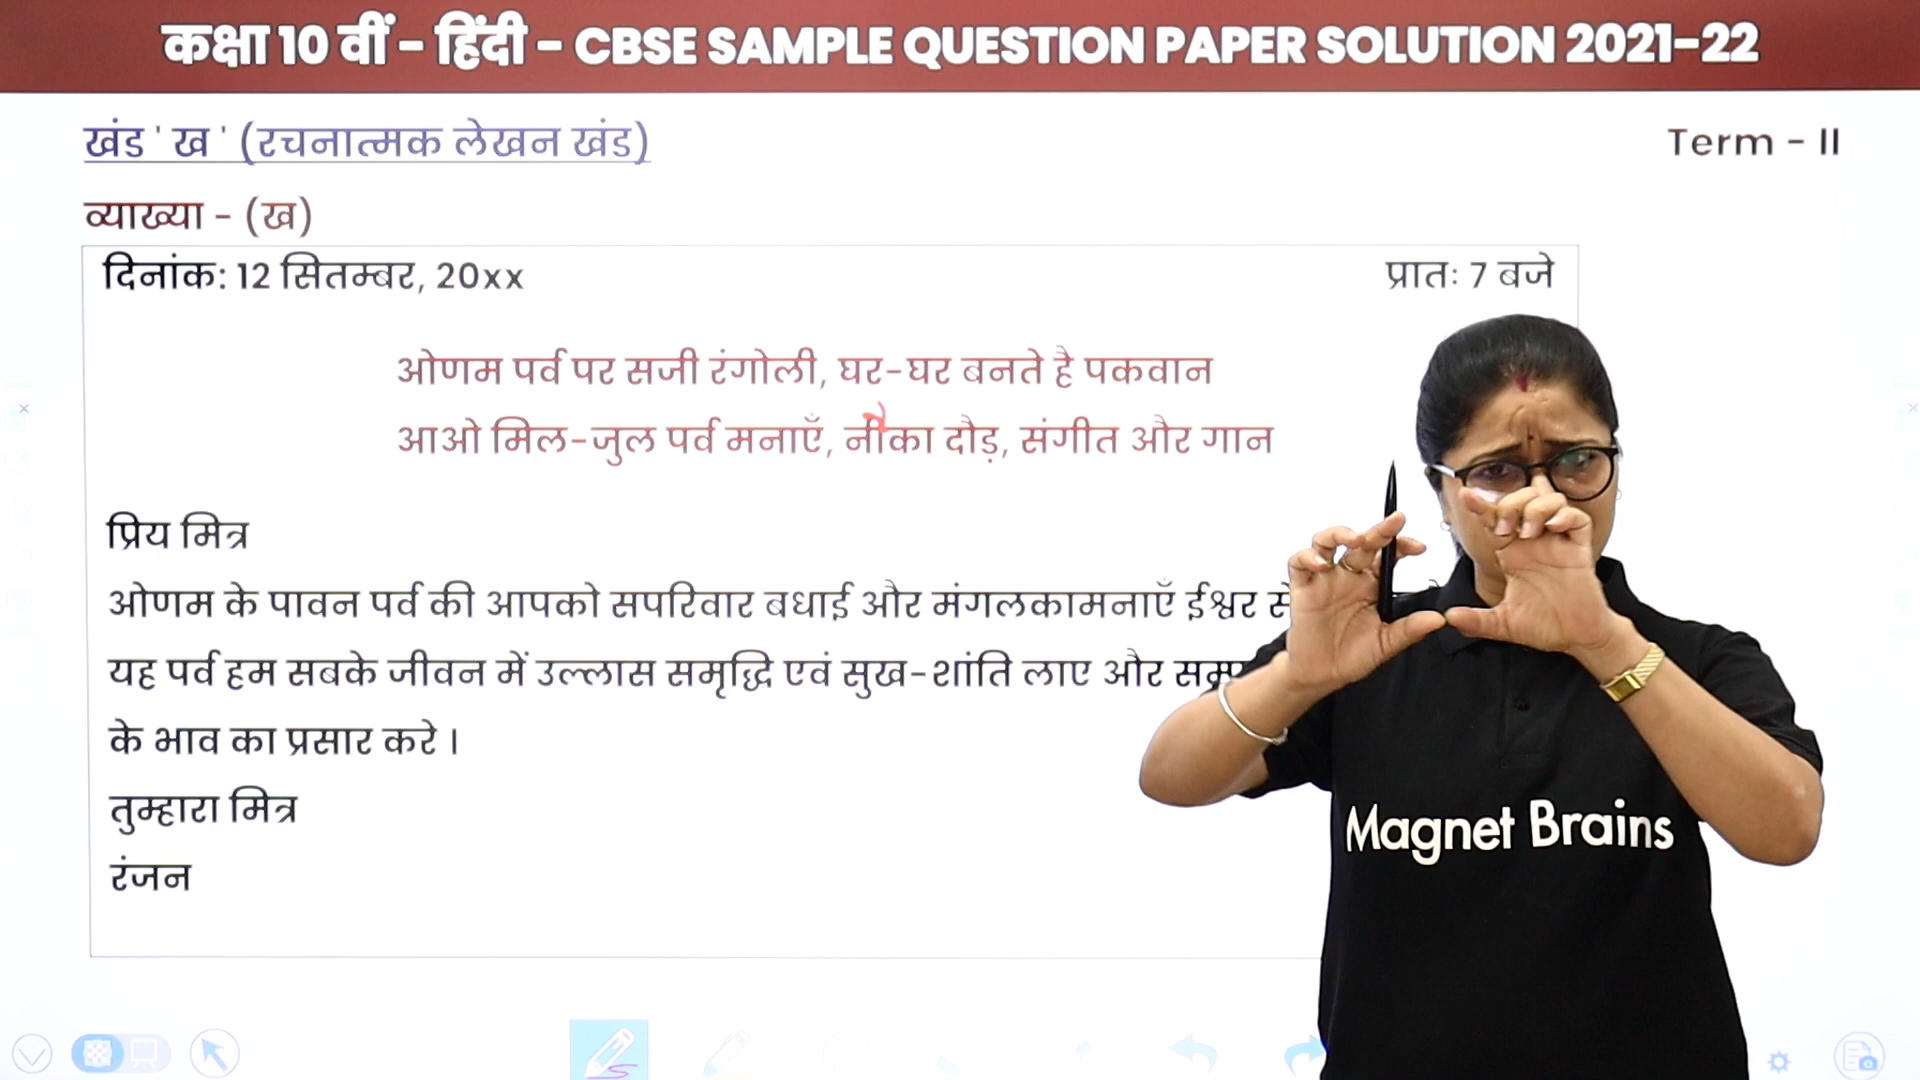 कक्षा 10 वीं - हिंदी - CBSE SAMPLE QUESTION PAPER SOLUTION 2021-22
खंड ' ख ' (रचनात्मक लेखन खंड)
Term - II
व्याख्या - (ख)
दिनांक: 12 सितम्बर, 20xx
प्रातः 7 बजे
ओणम पर्व पर सजी रंगोली, घर-घर बनते है पकवान
आओ मिल-जुल पर्व मनाएँ, नौका दौड़, संगीत और गान
प्रिय मित्र
ओणम के पावन पर्व की आपको सपरिवार बधाई और मंगलकामनाएँ ईश्वर से
यह पर्व हम सबके जीवन में उल्लास समृद्धि एवं सुख-शांति लाए और
के भाव का प्रसार करे ।
तुम्हारा मित्र
रंजन
Magnet Brains